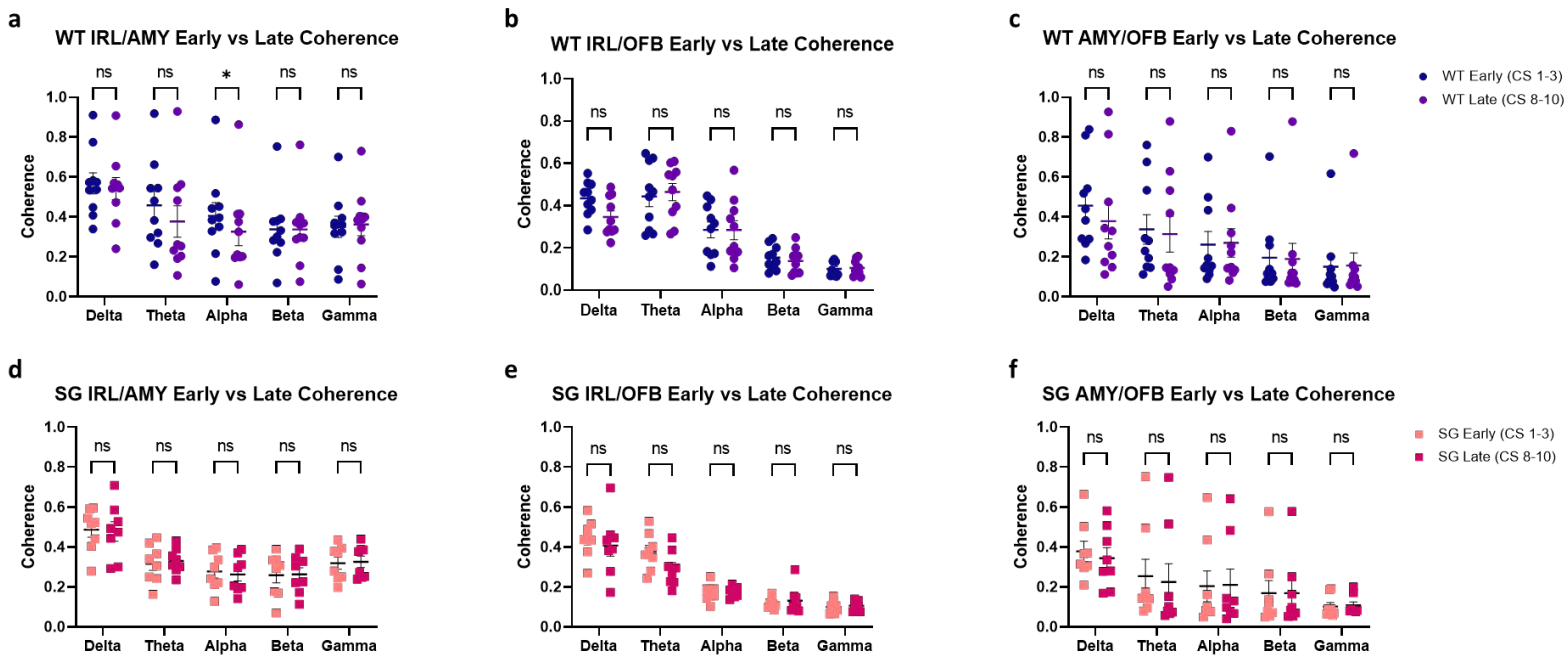 a
WT IRL/AMY Early vs Late Coherence
ns ns * ns ns
Coherence
1.0
0.8
0.6
0.4
0.2
0.0
Delta Theta Alpha Beta Gamma
b
WT IRL/OFB Early vs Late Coherence
ns ns ns ns ns
Coherence
1.0
0.8
0.6
0.4
0.2
0.0
Delta Theta Alpha Beta Gamma
c
WT AMY/OFB Early vs Late Coherence
ns ns ns ns ns
Coherence
1.0
0.8
0.6
0.4
0.2
0.0
Delta Theta Alpha Beta Gamma
WT Early (CS 1-3)
WT Late (CS 8-10)
d
SG IRL/AMY Early vs Late Coherence
ns ns ns ns ns
Coherence
1.0
0.8
0.6
0.4
0.2
0.0
Delta Theta Alpha Beta Gamma
e
SG IRL/OFB Early vs Late Coherence
ns ns ns ns ns
Coherence
1.0
0.8
0.6
0.4
0.2
0.0
Delta Theta Alpha Beta Gamma
f
SG AMY/OFB Early vs Late Coherence
ns ns ns ns ns
Coherence
1.0
0.8
0.6
0.4
0.2
0.0
Delta Theta Alpha Beta Gamma
SG Early (CS 1-3)
SG Late (CS 8-10)